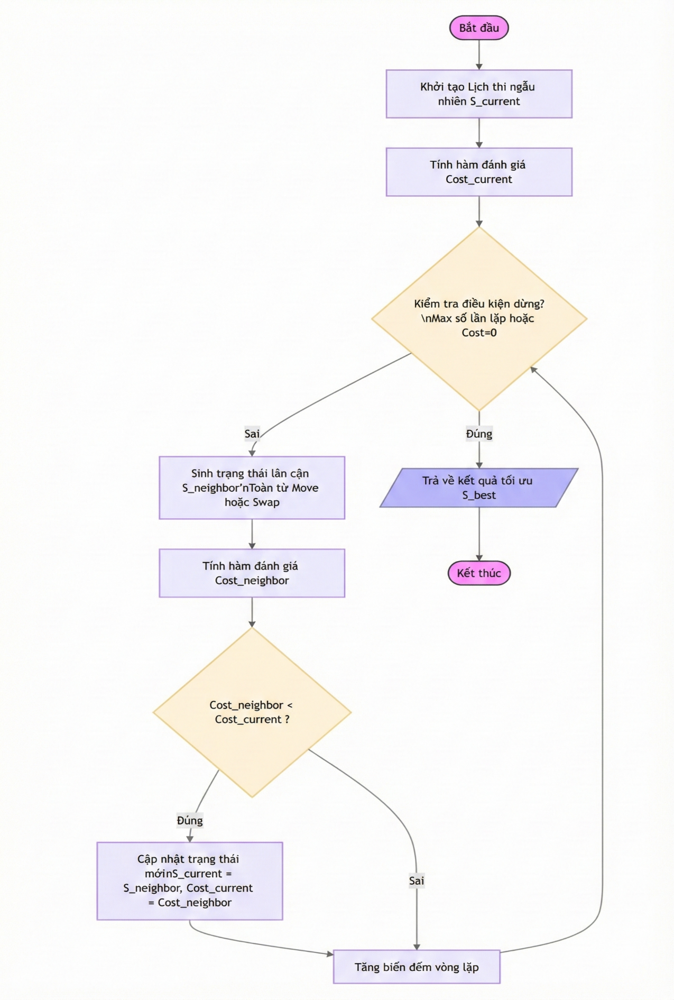 Bắt đầu
Khởi tạo Lịch thi ngẫu
nhiên S_current
Tính hàm đánh giá
Cost_current
Kiểm tra điều kiện dừng?
\nMax số lần lặp hoặc
Cost=0
Sai
Đúng
Sinh trạng thái lân cận
S_neighbor'nToàn từ Move
hoặc Swap
Trả về kết quả tối ưu
S_best
Tính hàm đánh giá
Cost_neighbor
Kết thúc
Cost_neighbor <
Cost_current ?
Đúng
Cập nhật trạng thái
mớinS_current =
S_neighbor, Cost_current
= Cost_neighbor
Sai
Tăng biến đếm vòng lặp